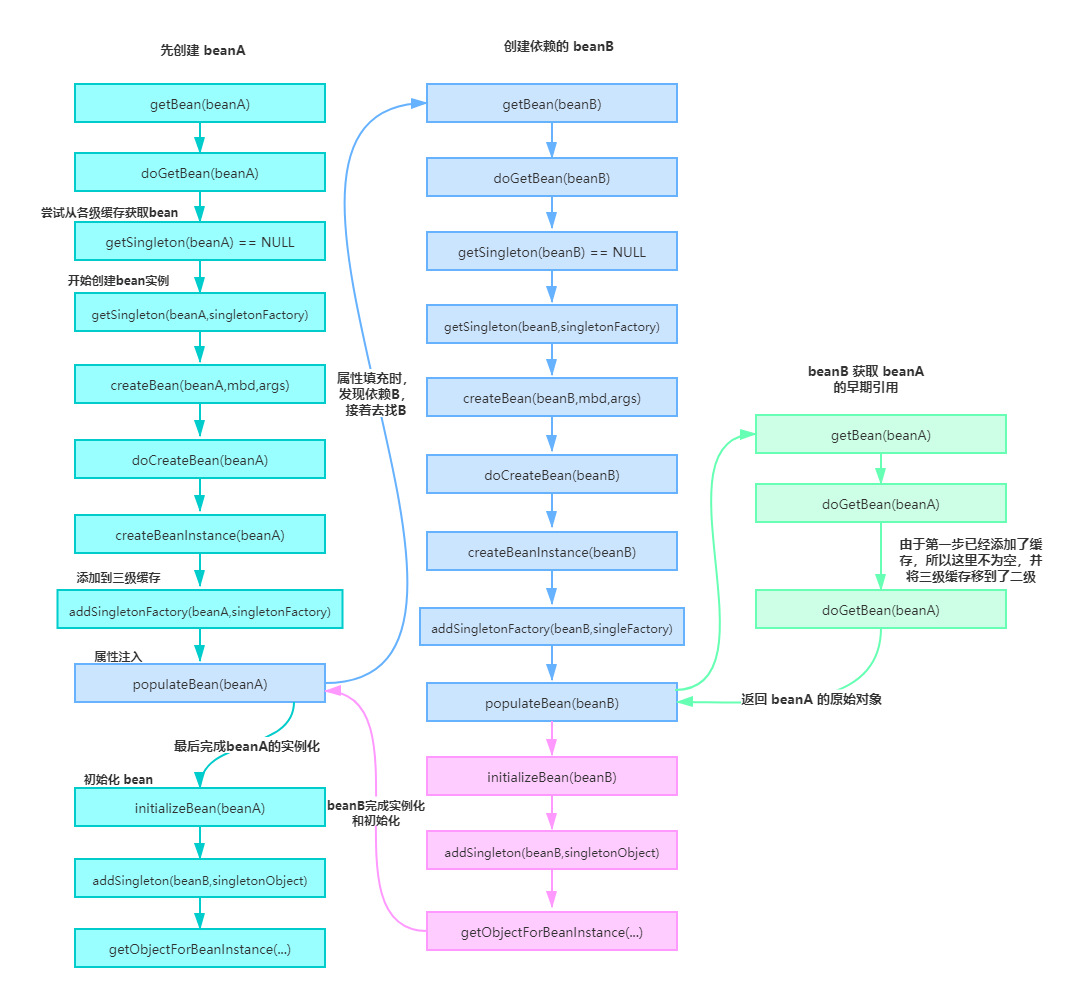 先创建 beanA
getBean(beanA)
doGetBean(beanA)
尝试从各级缓存获取bean
getSingleton(beanA) == NULL
开始创建bean实例
getSingleton(beanA,singletonFactory)
createBean(beanA,mbd,args)
doCreateBean(beanA)
createBeanInstance(beanA)
添加到三级缓存
addSingletonFactory(beanA,singletonFactory)
属性注入
populateBean(beanA)
最后完成beanA的实例化
初始化 bean
initializeBean(beanA)
addSingleton(beanB,singletonObject)
getObjectForBeanInstance(...)
属性填充时，
发现依赖B，
接着去找B
beanB完成实例化
和初始化
创建依赖的 beanB
getBean(beanB)
doGetBean(beanB)
getSingleton(beanB) == NULL
getSingleton(beanB,singletonFactory)
createBean(beanB,mbd,args)
doCreateBean(beanB)
createBeanInstance(beanB)
addSingletonFactory(beanB,singleFactory)
populateBean(beanB)
initializeBean(beanB)
addSingleton(beanB,singletonObject)
getObjectForBeanInstance(...)
beanB 获取 beanA
的早期引用
getBean(beanA)
doGetBean(beanA)
由于第一步已经添加了缓
存，所以这里不为空，并
将三级缓存移到了二级
doGetBean(beanA)
返回 beanA 的原始对象